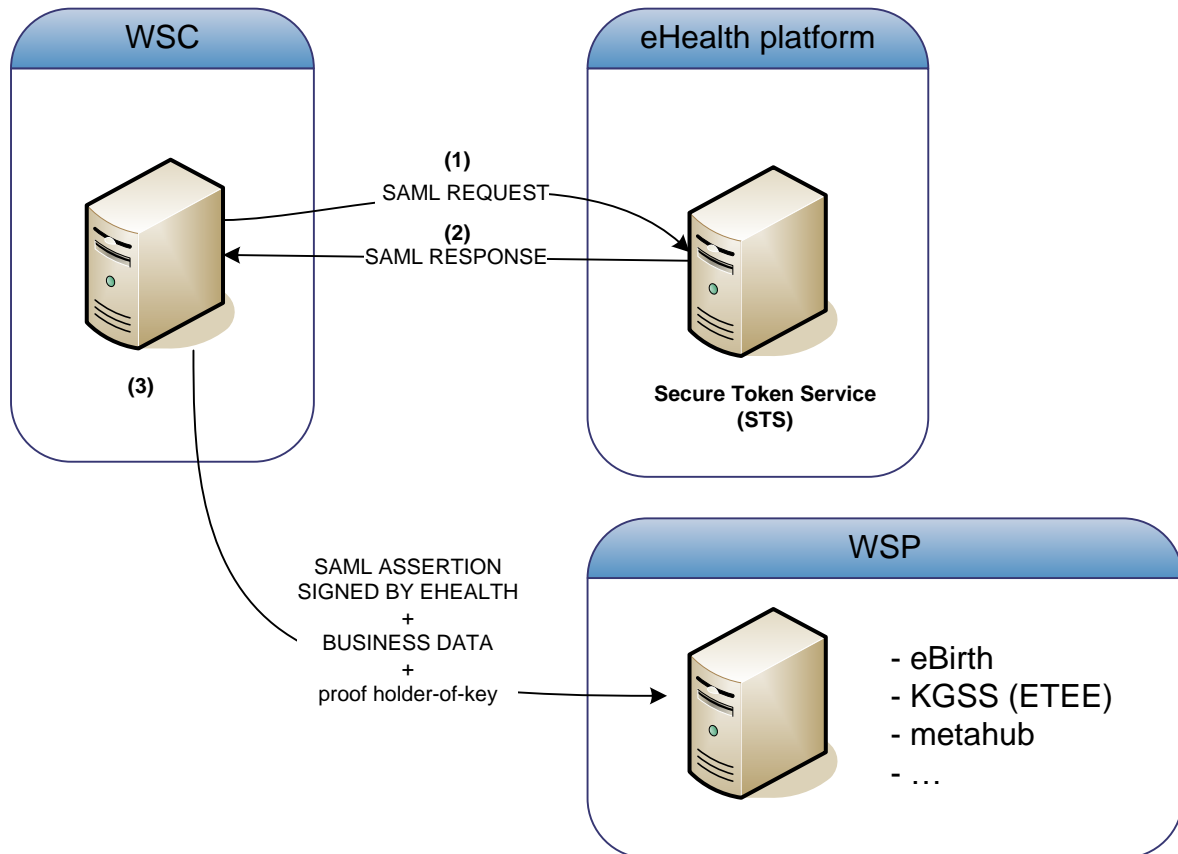 WSC
eHealth platform
(1)
SAML REQUEST
(2)
SAML RESPONSE
(3)
Secure Token Service
(STS)
SAML ASSERTION
SIGNED BY EHEALTH
+
BUSINESS DATA
+
proof holder-of-key
WSP
- eBirth
- KGSS (ETEE)
- metahub
- …